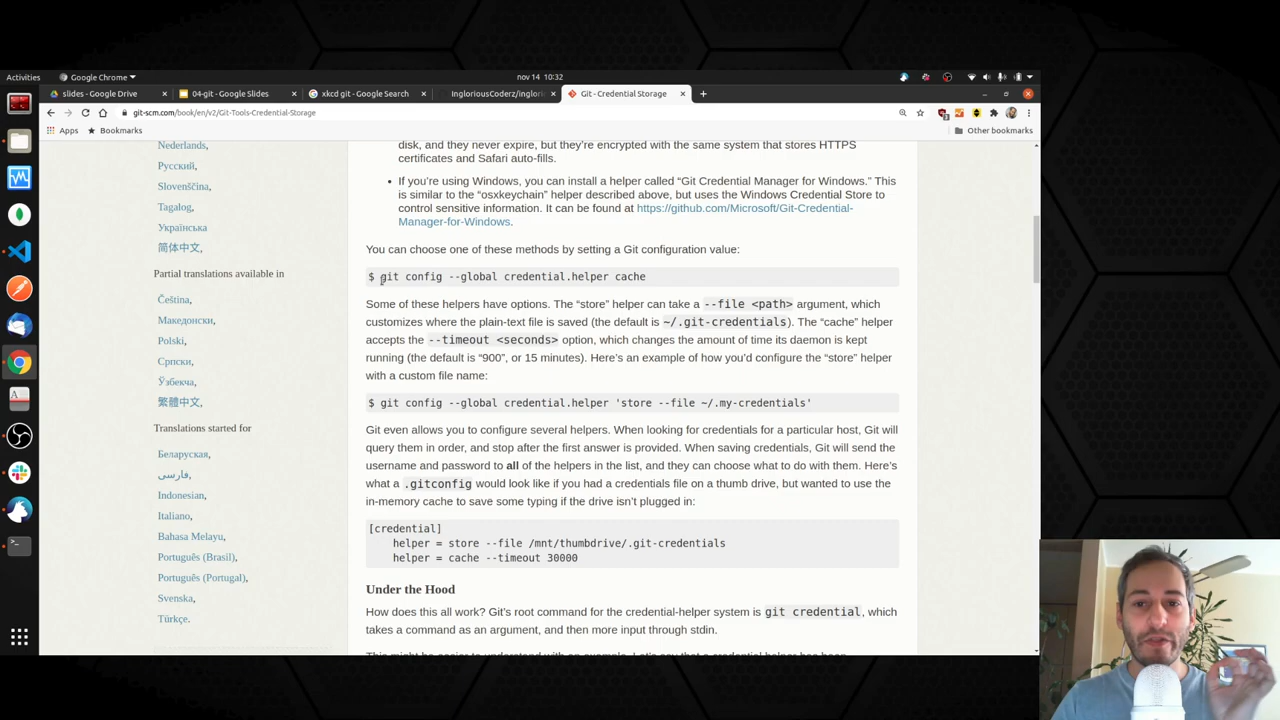 Activities
Google Chrome
nov 14 10:32
slides - Google Drive
04-git - Google Slides
xkcd git - Google Search
IngloriousCoderz/inglori
Git - Credential Storage
git-scm.com/book/en/v2/Git-Tools-Credential-Storage
Apps
Bookmarks
Other bookmarks
Nederlands,
Русский,
Slovenščina,
Tagalog,
Українська
简体中文,
Partial translations available in
Čeština,
Македонски,
Polski,
Српски,
Ўзбекча,
繁體中文,
Translations started for
Беларуская,
فارسی,
Indonesian,
Italiano,
Bahasa Melayu,
Português (Brasil),
Português (Portugal),
Svenska,
Türkçe.
disk, and they never expire, but they're encrypted with the same system that stores HTTPS
certificates and Safari auto-fills.
• If you're using Windows, you can install a helper called “Git Credential Manager for Windows.” This
is similar to the “osxkeychain” helper described above, but uses the Windows Credential Store to
control sensitive information. It can be found at https://github.com/Microsoft/Git-Credential-
Manager-for-Windows.
You can choose one of these methods by setting a Git configuration value:
$ git config --global credential.helper cache
Some of these helpers have options. The “store” helper can take a --file <path> argument, which
customizes where the plain-text file is saved (the default is ~/.git-credentials). The “cache” helper
accepts the --timeout <seconds> option, which changes the amount of time its daemon is kept
running (the default is “900”, or 15 minutes). Here's an example of how you'd configure the “store” helper
with a custom file name:
$ git config --global credential.helper 'store --file ~/.my-credentials'
Git even allows you to configure several helpers. When looking for credentials for a particular host, Git will
query them in order, and stop after the first answer is provided. When saving credentials, Git will send the
username and password to all of the helpers in the list, and they can choose what to do with them. Here's
what a .gitconfig would look like if you had a credentials file on a thumb drive, but wanted to use the
in-memory cache to save some typing if the drive isn't plugged in:
[credential]
helper = store --file /mnt/thumbdrive/.git-credentials
helper = cache --timeout 30000
Under the Hood
How does this all work? Git's root command for the credential-helper system is git credential, which
takes a command as an argument, and then more input through stdin.